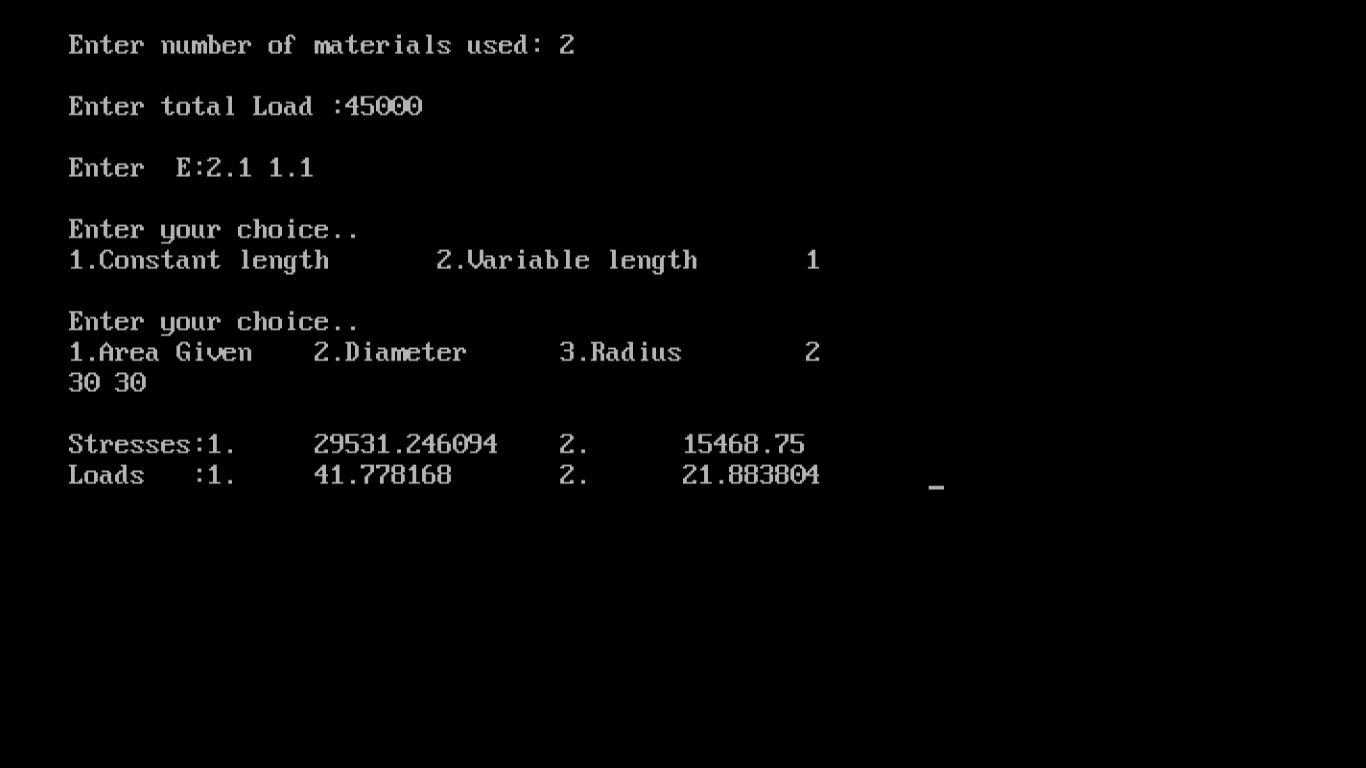 Enter number of materials used: 2
Enter total Load :45000
Enter  E:2.1 1.1
Enter your choice..
1.Constant length       2.Variable length       1
Enter your choice..
1.Area Given    2.Diameter      3.Radius        2
30 30
Stresses:1.     29531.246094    2.      15468.75
Loads   :1.     41.778168       2.      21.883804